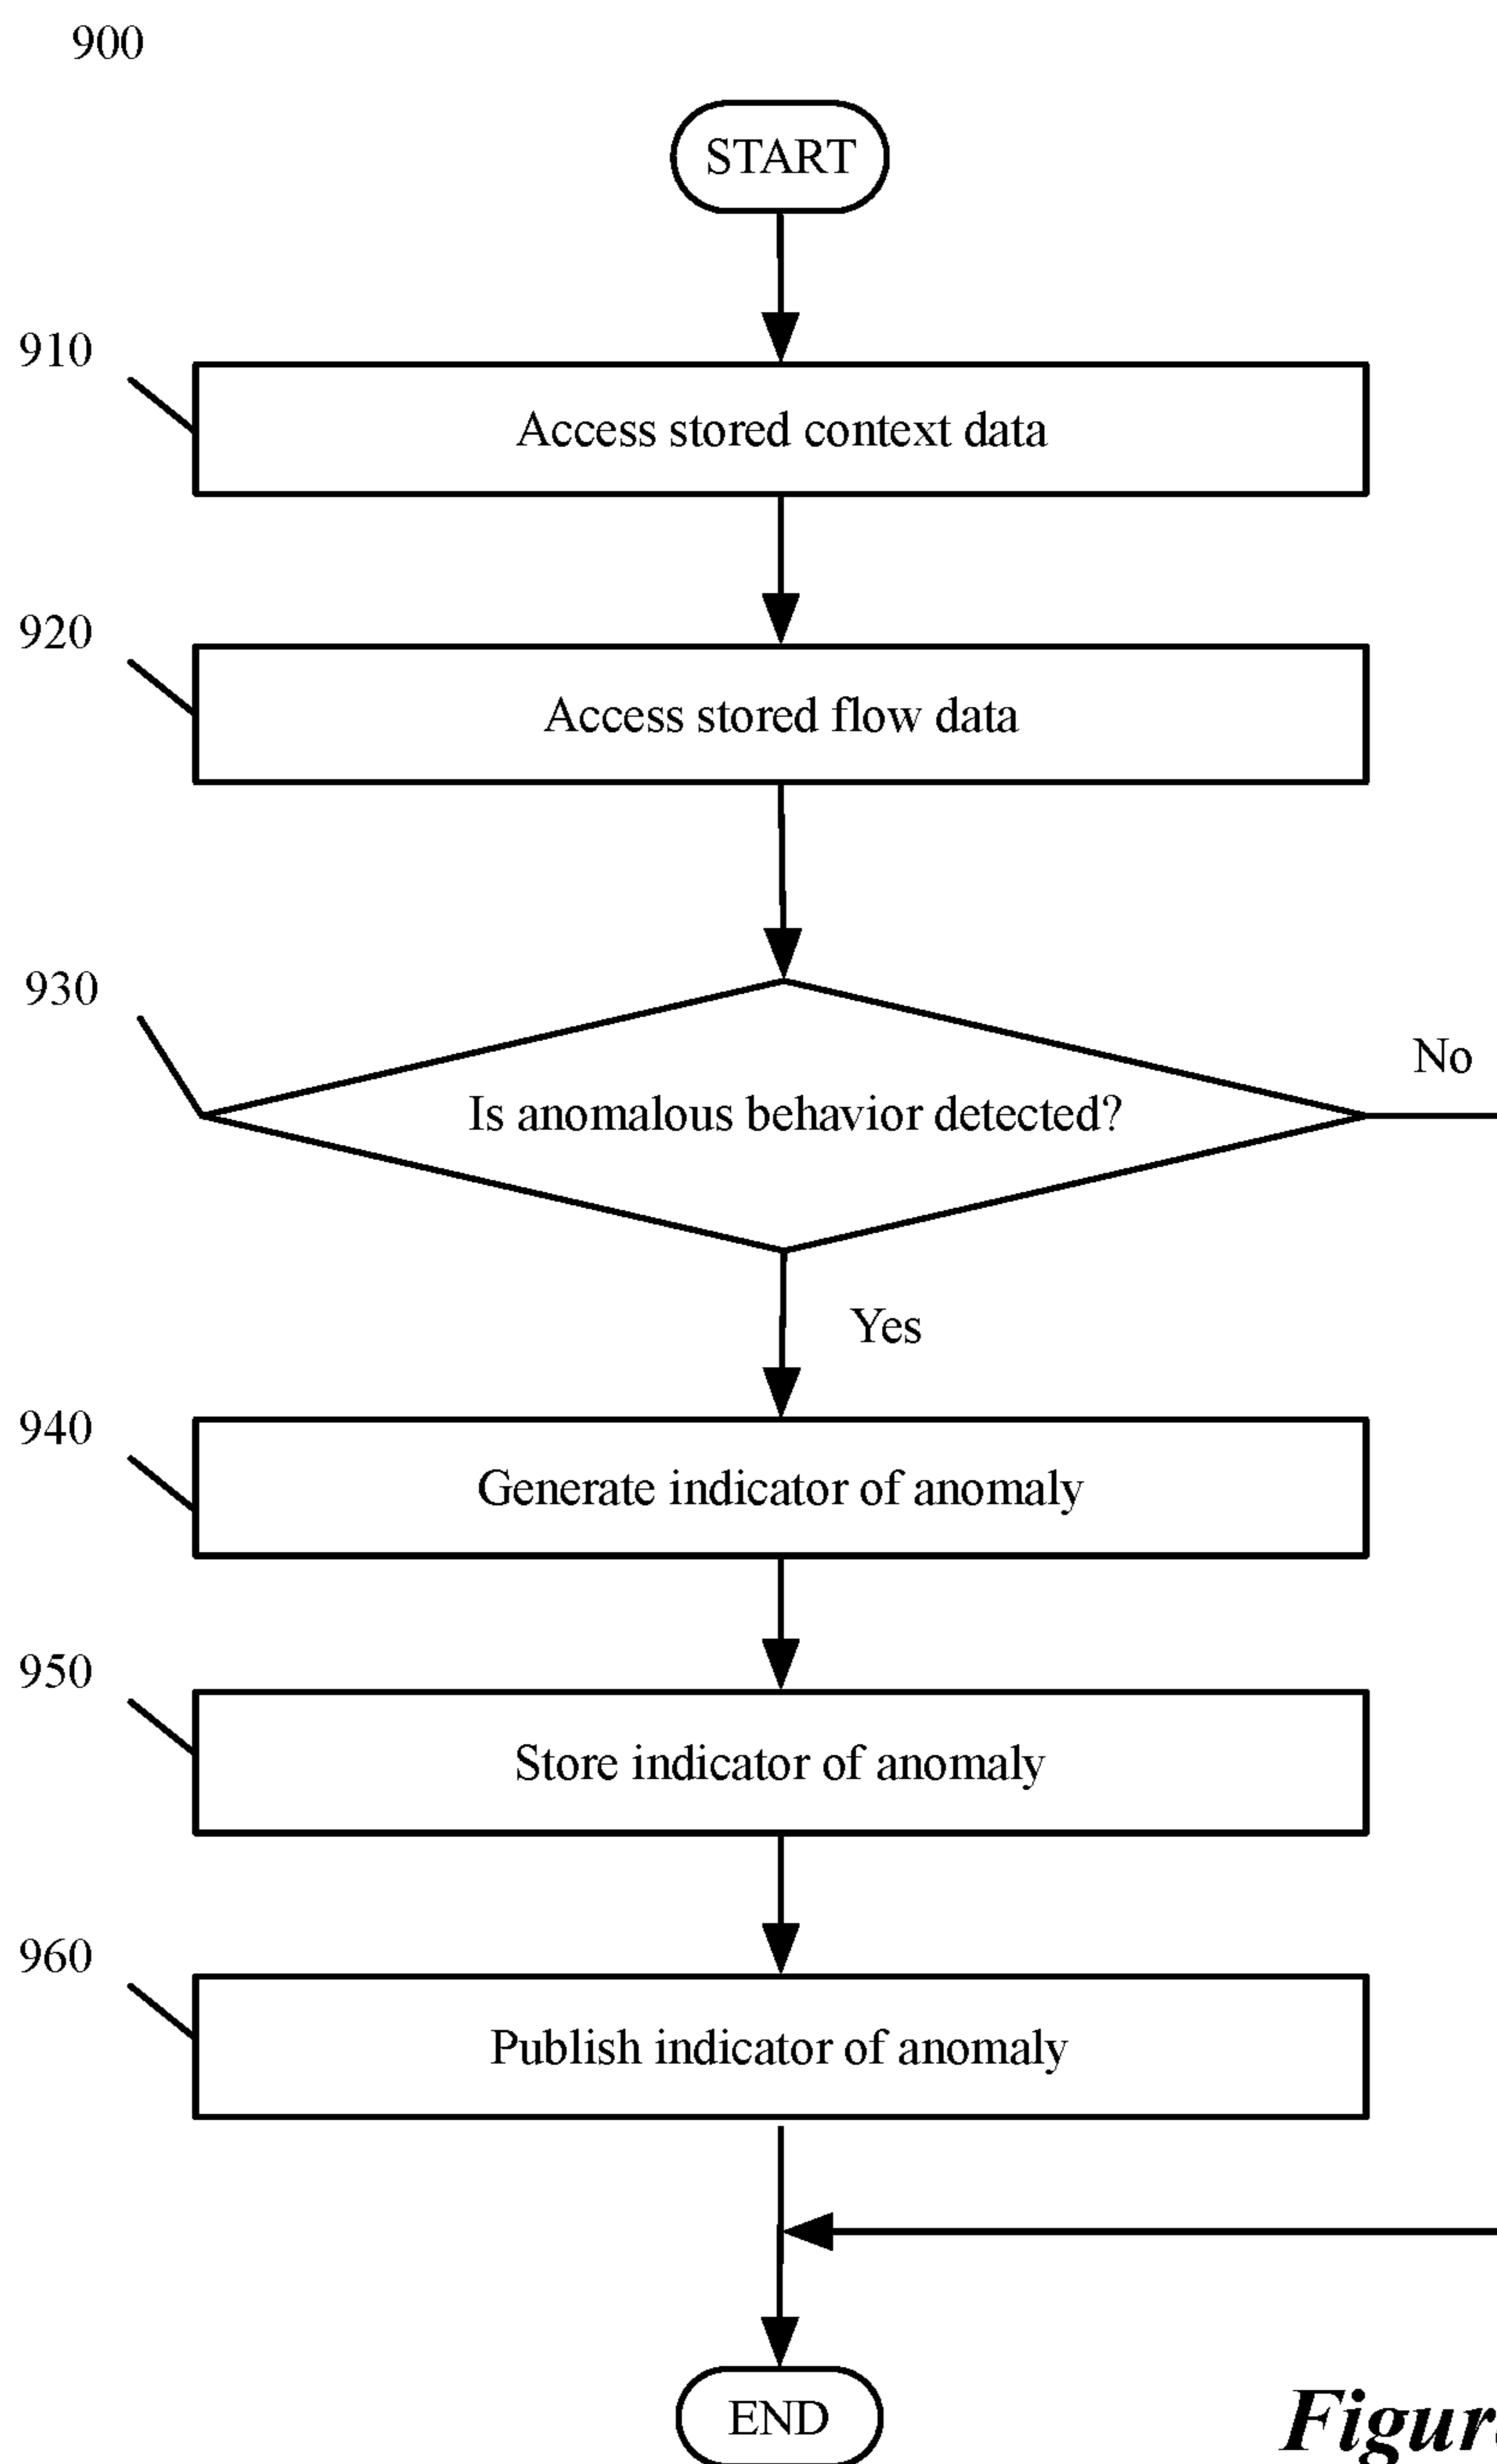 900
START
910
Access stored context data
920
Access stored flow data
930
No
Is anomalous behavior detected?
Yes
940
Generate indicator of anomaly
950
Store indicator of anomaly
960
Publish indicator of anomaly
END